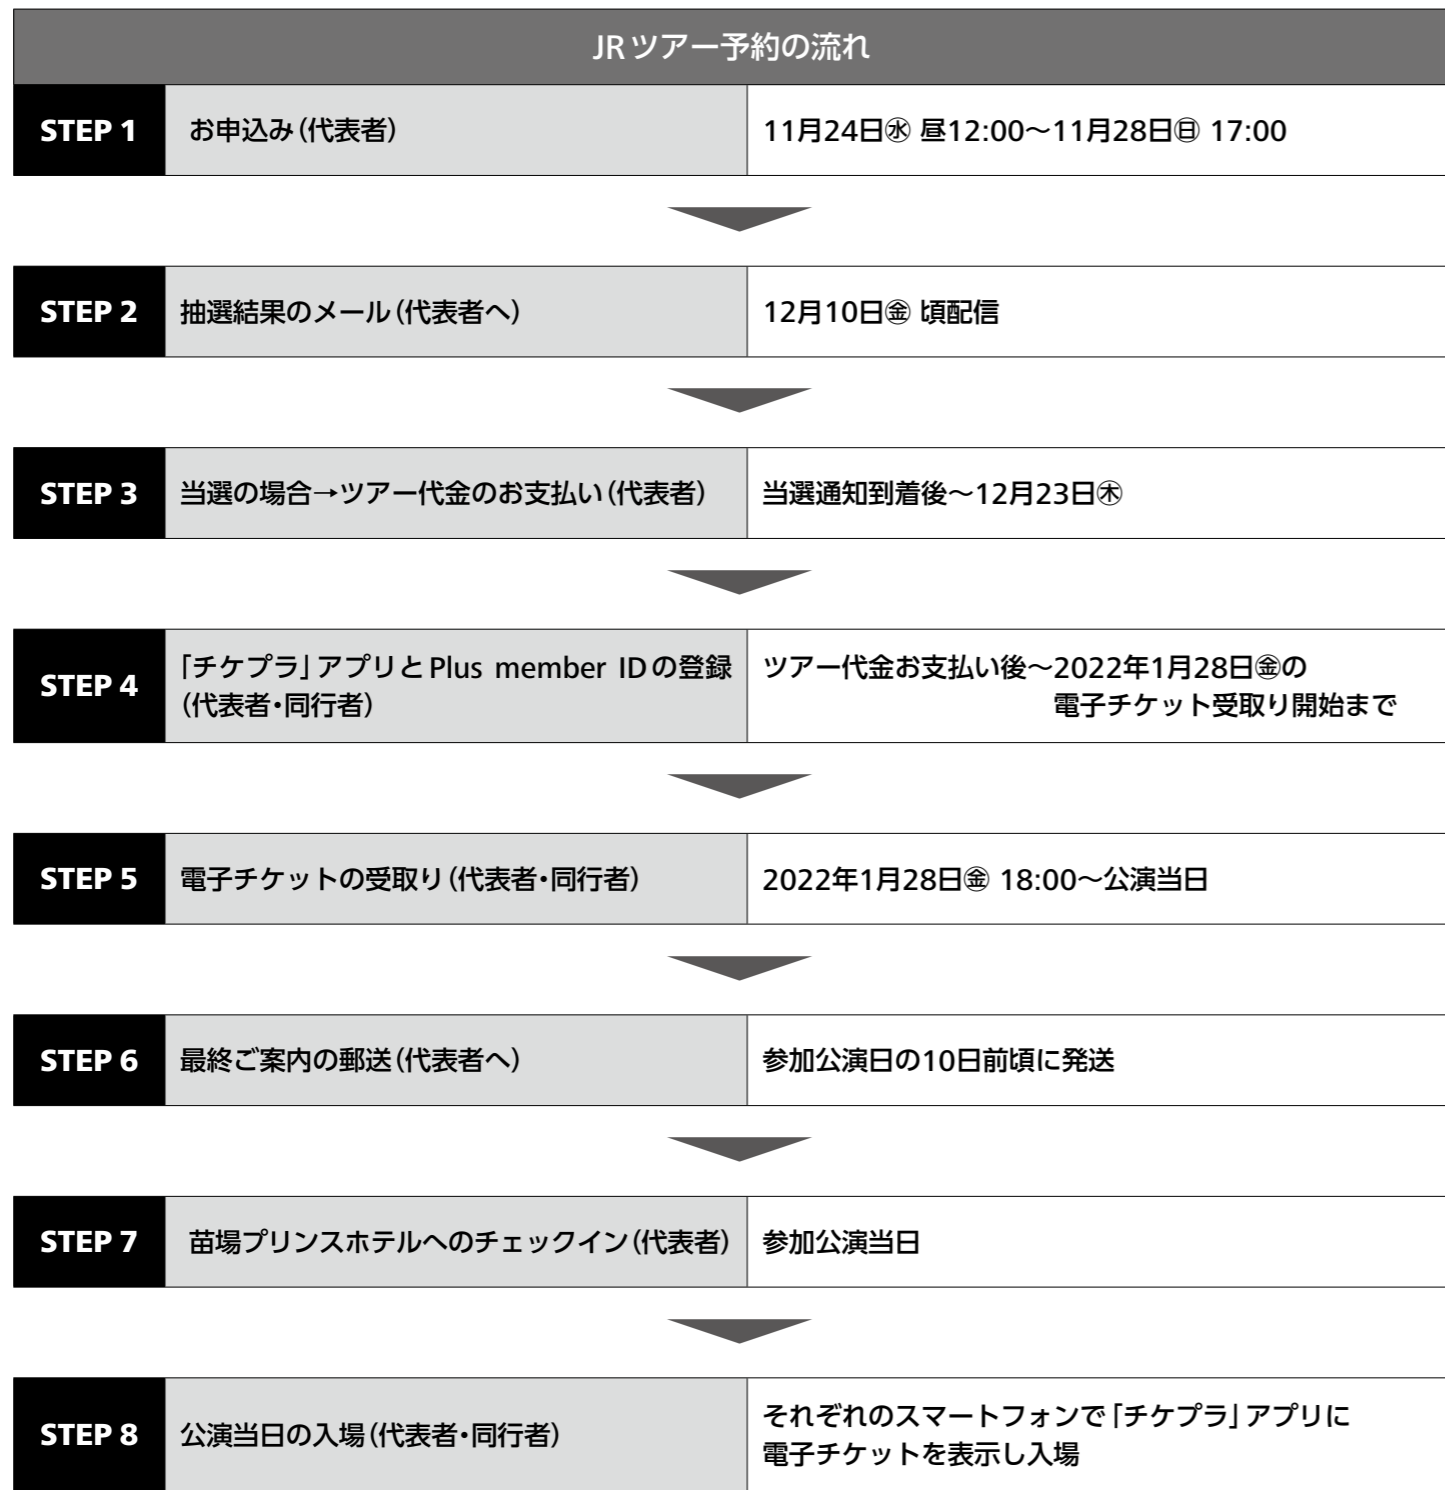 JRツアー予約の流れ
STEP 1
お申込み（代表者）
11月24日㊌ 昼12:00～11月28日㊐ 17:00
STEP 2
抽選結果のメール（代表者へ）
12月10日㊎ 頃配信
STEP 3
当選の場合→ツアー代金のお支払い（代表者）
当選通知到着後～12月23日㊍
STEP 4
「チケプラ」アプリとPlus member IDの登録
（代表者・同行者）
ツアー代金お支払い後～2022年1月28日㊎の
電子チケット受取り開始まで
STEP 5
電子チケットの受取り（代表者・同行者）
2022年1月28日㊎ 18:00～公演当日
STEP 6
最終ご案内の郵送（代表者へ）
参加公演日の10日前頃に発送
STEP 7
苗場プリンスホテルへのチェックイン（代表者）
参加公演当日
STEP 8
公演当日の入場（代表者・同行者）
それぞれのスマートフォンで「チケプラ」アプリに
電子チケットを表示し入場